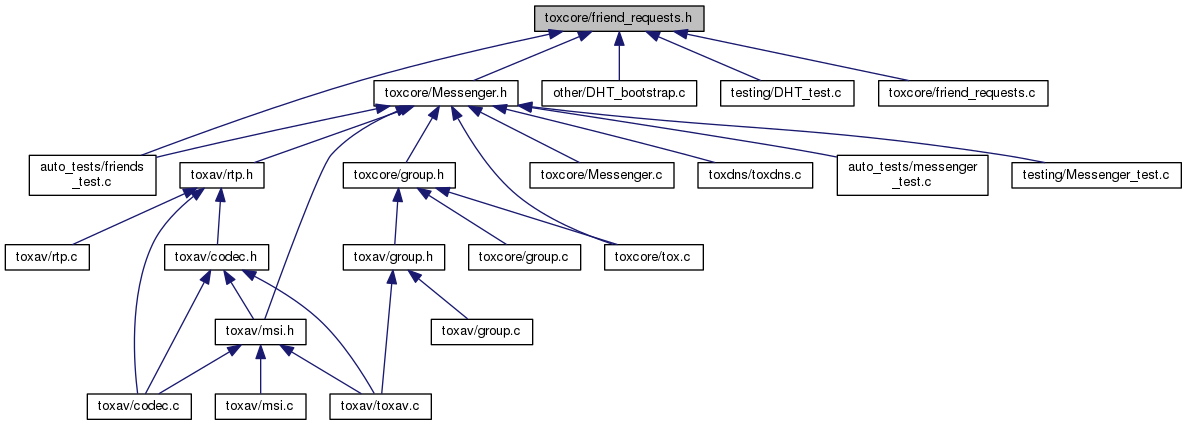 toxcore/friend_requests.h
toxcore/Messenger.h
other/DHT_bootstrap.c
testing/DHT_test.c
toxcore/friend_requests.c
auto_tests/friends
_test.c
toxav/rtp.h
toxcore/group.h
toxcore/Messenger.c
toxdns/toxdns.c
auto_tests/messenger
_test.c
testing/Messenger_test.c
toxav/rtp.c
toxav/codec.h
toxav/group.h
toxcore/group.c
toxcore/tox.c
toxav/msi.h
toxav/group.c
toxav/codec.c
toxav/msi.c
toxav/toxav.c